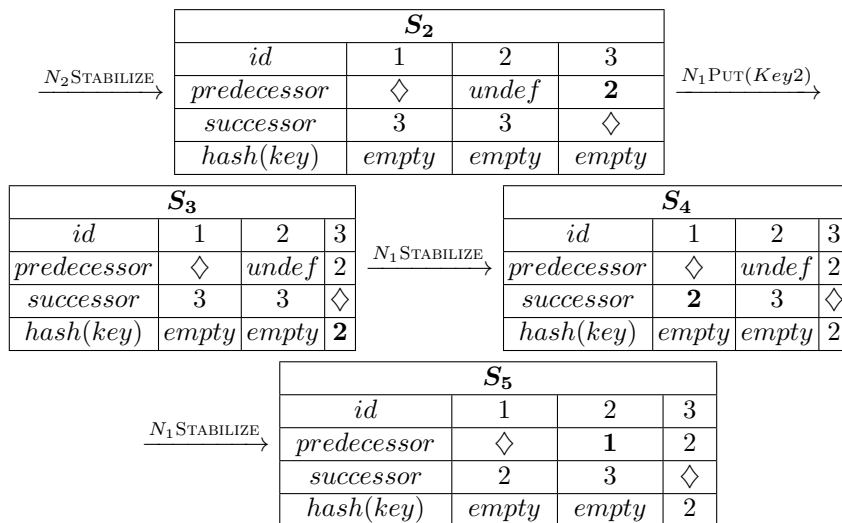 S₂
N₂STABILIZE
id 1 2 3
predecessor ◇ undef 2
N₁PUT(Key2)
successor 3 3 ◇
hash(key) empty empty empty
S₃
id 1 2 3
predecessor ◇ undef 2
successor 3 3 ◇
hash(key) empty empty 2
N₁STABILIZE
S₄
id 1 2 3
predecessor ◇ undef 2
successor 2 3 ◇
hash(key) empty empty 2
N₁STABILIZE
S₅
id 1 2 3
predecessor ◇ 1 2
successor 2 3 ◇
hash(key) empty empty 2